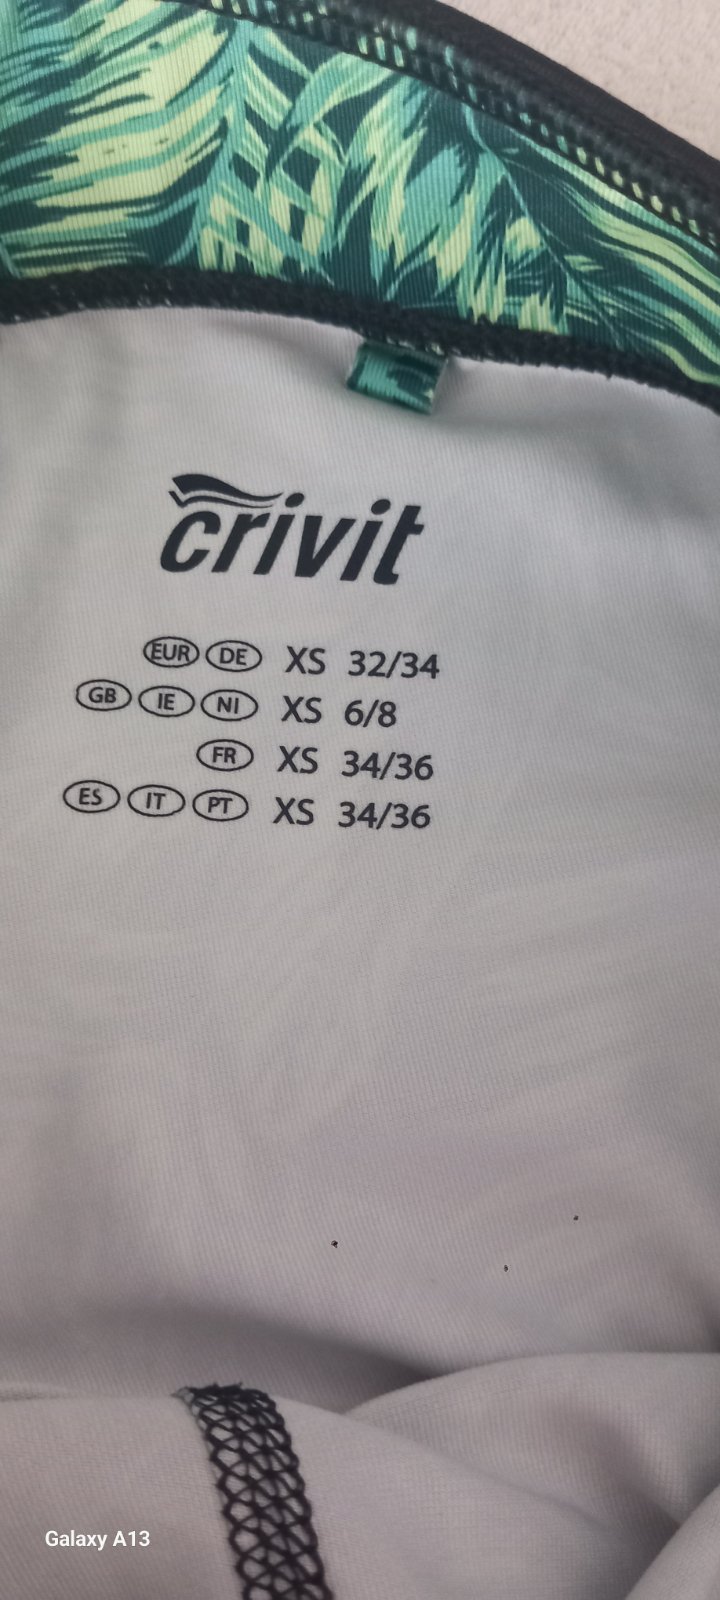 crivit
EUR DE XS 32/34
GB IE NI XS 6/8
FR XS 34/36
ES IT PT XS 34/36
Galaxy A13